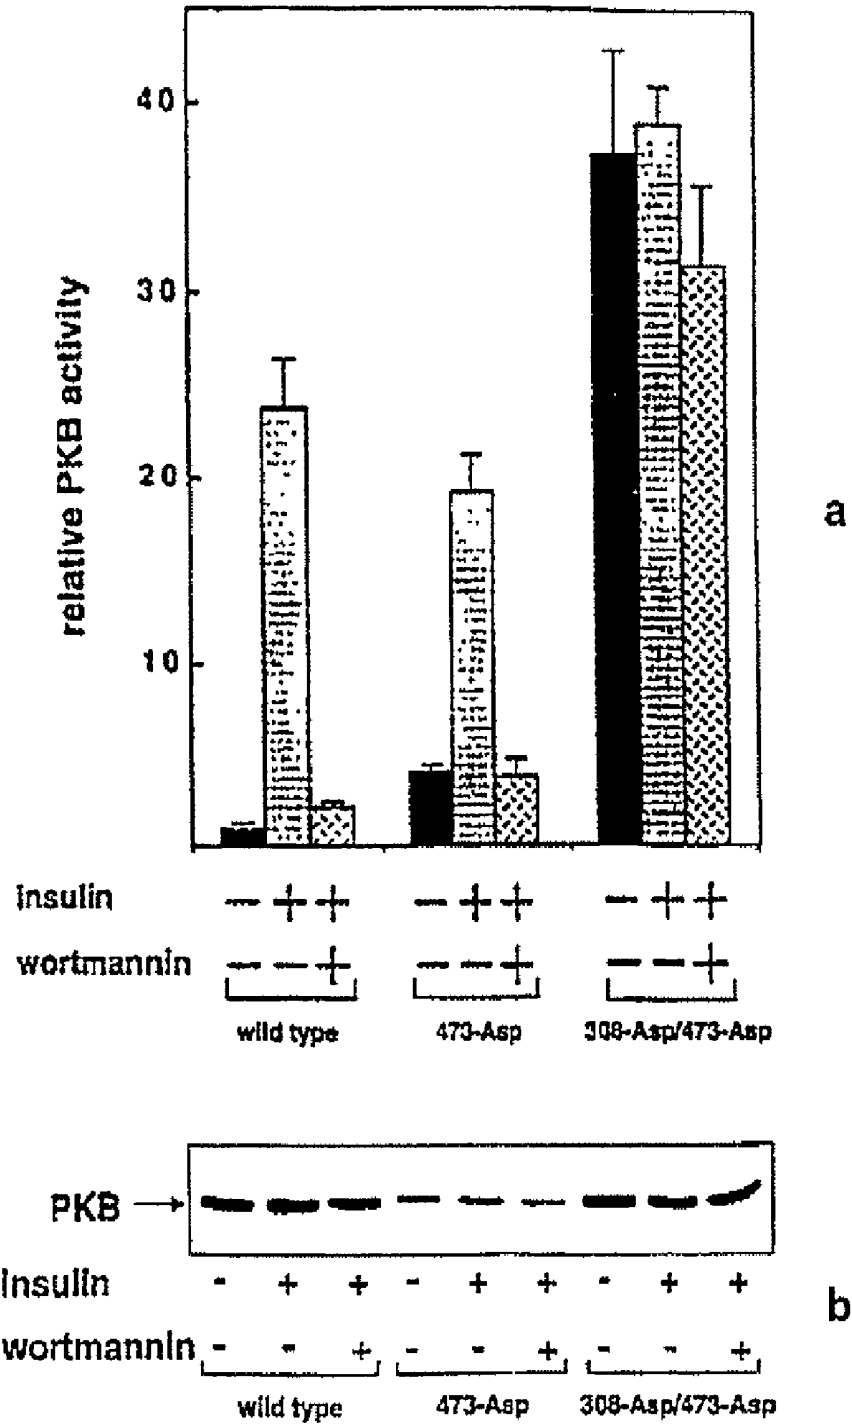 40
30
20
10
relative PKB activity
a
insulin − + + − + + − + +
wortmannin − − + − − + − − +
wild type 473-Asp 308-Asp/473-Asp
PKB →
insulin - + + - + + - + +
b
wortmannin - - + - - + - - +
wild type 473-Asp 308-Asp/473-Asp